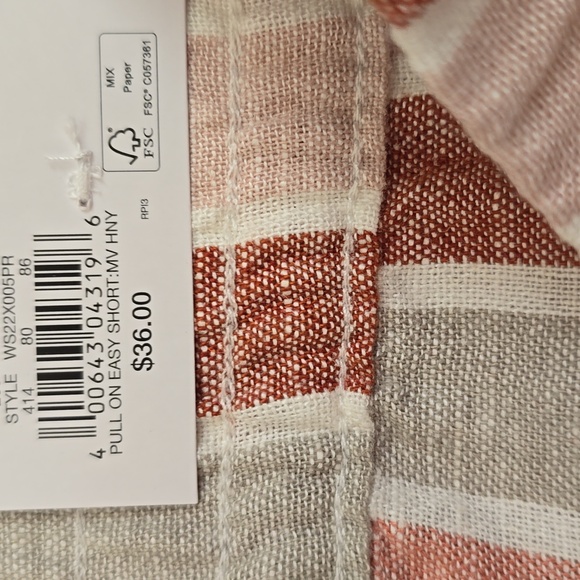 STYLE WS22X005PR
414 80 86
4 00643 04319 6
PULL ON EASY SHORT:MV HNY
$36.00
RPI3
MIX
Paper
FSC® C057361
FSC